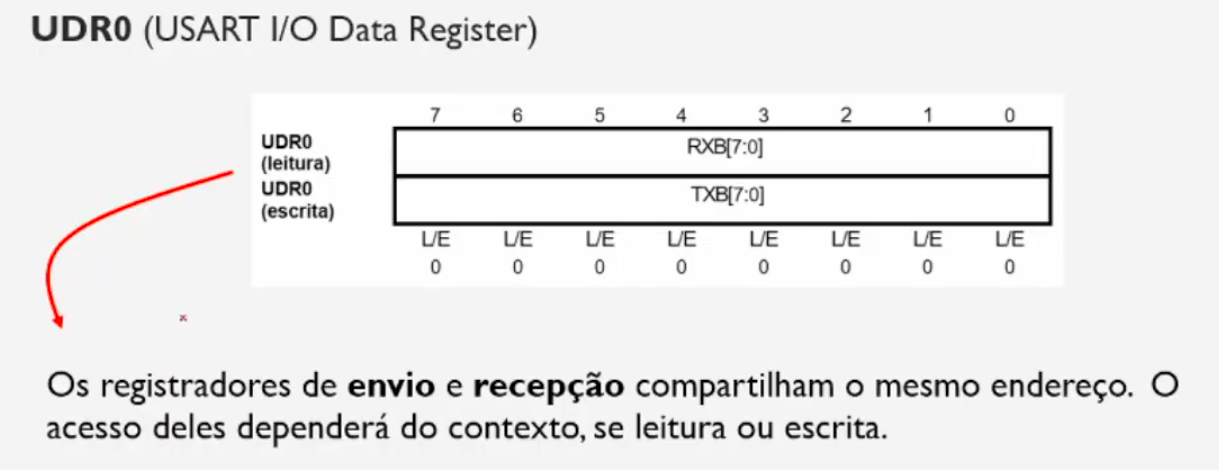 UDR0 (USART I/O Data Register)
7 6 5 4 3 2 1 0
UDR0
(leitura)
RXB[7:0]
UDR0
(escrita)
TXB[7:0]
L/E L/E L/E L/E L/E L/E L/E L/E
0 0 0 0 0 0 0 0
Os registradores de envio e recepção compartilham o mesmo endereço. O
acesso deles dependerá do contexto, se leitura ou escrita.